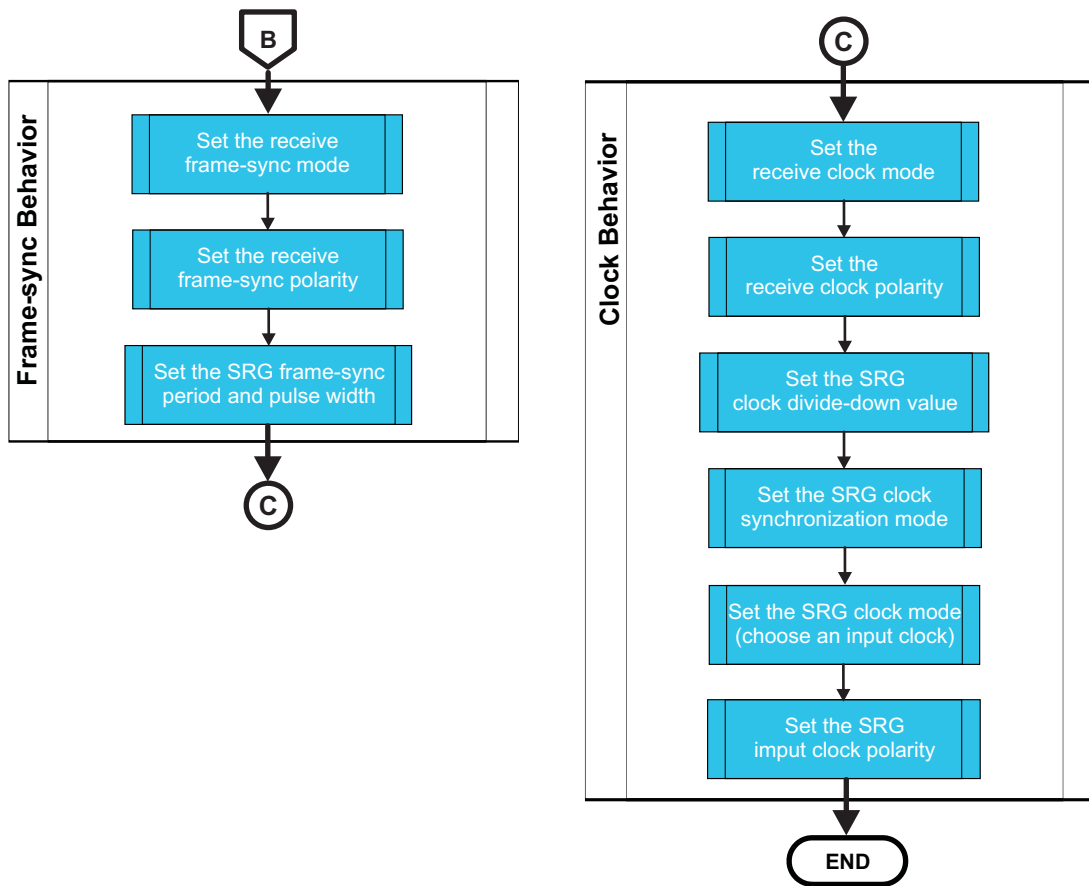 B
Frame-sync Behavior
Set the receive
frame-sync mode
Set the receive
frame-sync polarity
Set the SRG frame-sync
period and pulse width
C
C
Clock Behavior
Set the
receive clock mode
Set the
receive clock polarity
Set the SRG
clock divide-down value
Set the SRG clock
synchronization mode
Set the SRG clock mode
(choose an input clock)
Set the SRG
imput clock polarity
END